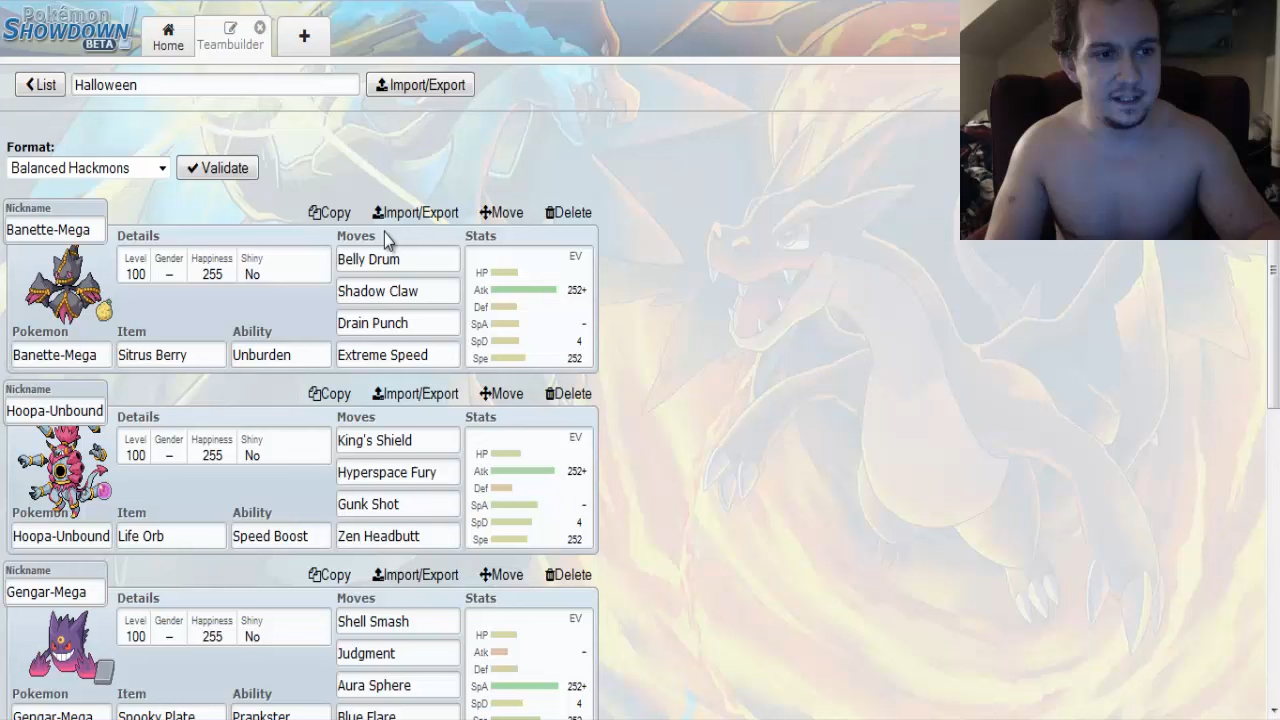 Pokémon
SHOWDOWN
BETA
Home
Teambuilder
+
List
Halloween
Import/Export
Format:
Balanced Hackmons
Validate
Nickname
Copy Import/Export Move Delete
Banette-Mega
Details Moves Stats
Level Gender Happiness Shiny
100 – 255 No
Belly Drum
Shadow Claw
Drain Punch
Extreme Speed
EV
HP
Atk 252+
Def
SpA -
SpD 4
Spe 252
Pokemon Item Ability
Banette-Mega Sitrus Berry Unburden
Nickname
Copy Import/Export Move Delete
Hoopa-Unbound
Details Moves Stats
Level Gender Happiness Shiny
100 – 255 No
King's Shield
Hyperspace Fury
Gunk Shot
Zen Headbutt
EV
HP
Atk 252+
Def
SpA -
SpD 4
Spe 252
Pokemon Item Ability
Hoopa-Unbound Life Orb Speed Boost
Nickname
Copy Import/Export Move Delete
Gengar-Mega
Details Moves Stats
Level Gender Happiness Shiny
100 – 255 No
Shell Smash
Judgment
Aura Sphere
Blue Flare
EV
HP
Atk -
Def
SpA 252+
SpD 4
Spe 252
Pokemon Item Ability
Gengar-Mega Spooky Plate Prankster